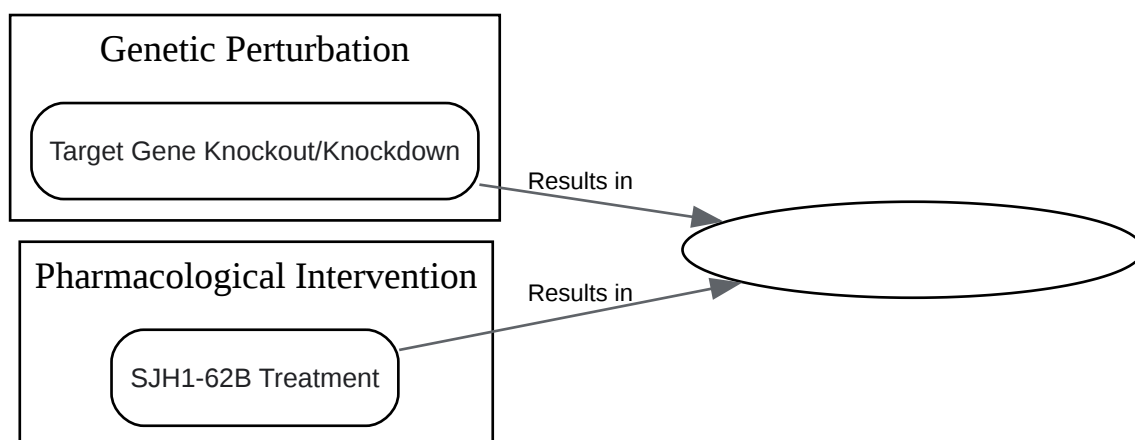 Genetic Perturbation
Target Gene Knockout/Knockdown
Results in
Pharmacological Intervention
Results in
SJH1-62B Treatment